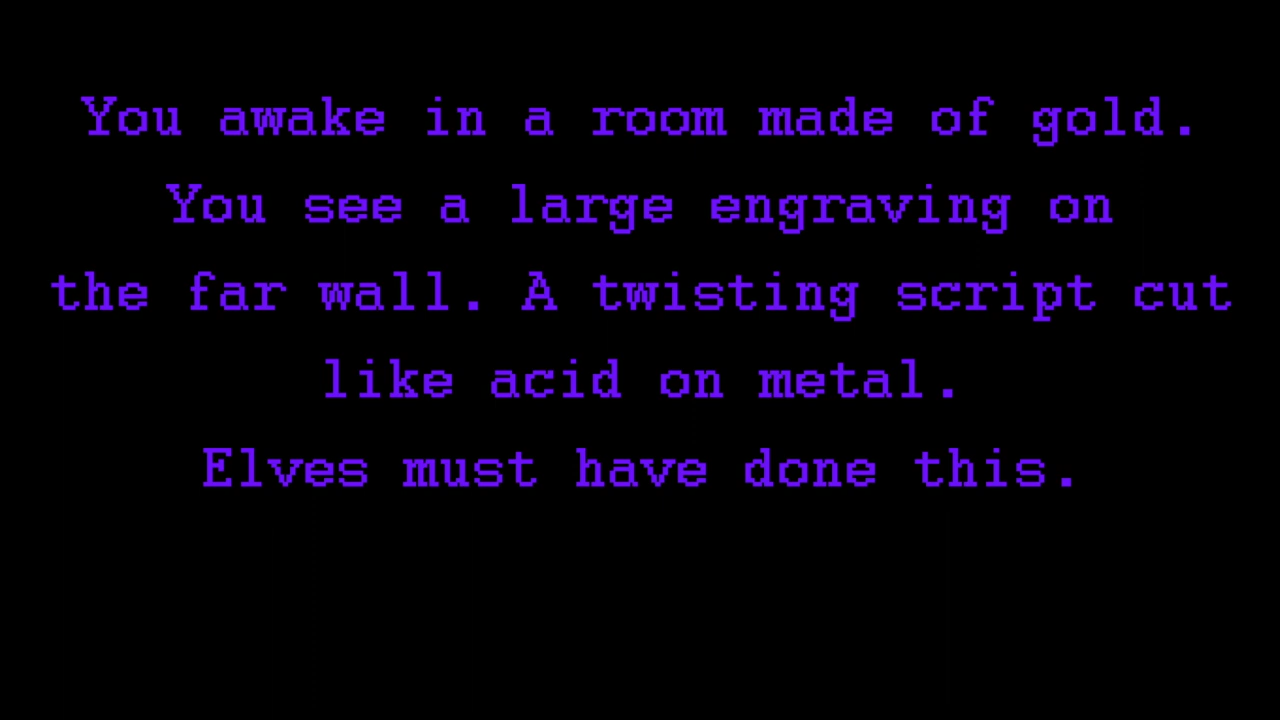 You awake in a room made of gold.
You see a large engraving on
the far wall. A twisting script cut
like acid on metal.
Elves must have done this.